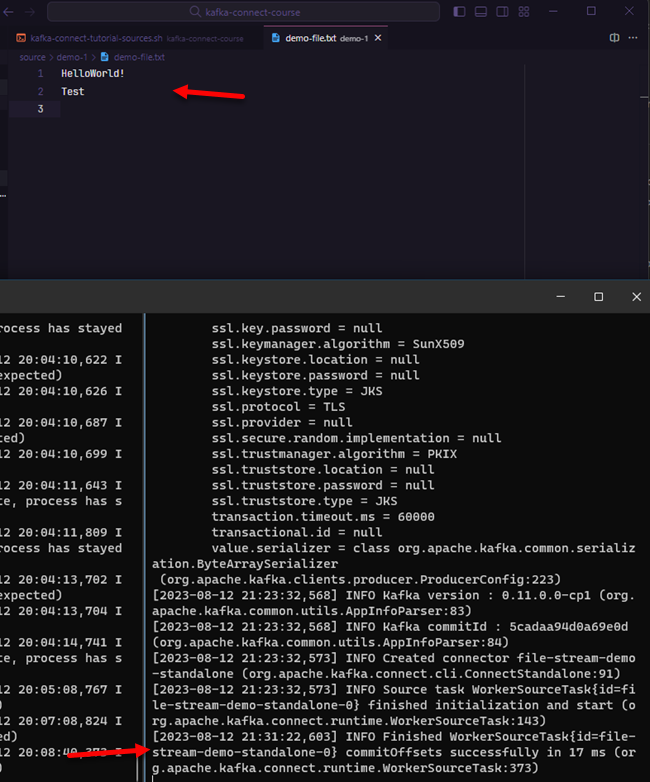 kafka-connect-course
kafka-connect-tutorial-sources.sh kafka-connect-course
demo-file.txt demo-1
source > demo-1 > demo-file.txt
1 HelloWorld!
2 Test
3
rocess has stayed
12 20:04:10,622 I
expected)
12 20:04:10,626 I
12 20:04:10,687 I
ted)
12 20:04:10,699 I
12 20:04:11,643 I
te, process has s
12 20:04:11,809 I
rocess has stayed
12 20:04:13,702 I
expected)
12 20:04:13,704 I
12 20:04:14,741 I
te, process has s
12 20:05:08,767 I
)
12 20:07:08,824 I
ed)
12 20:08:40,373 I
)
ssl.key.password = null
ssl.keymanager.algorithm = SunX509
ssl.keystore.location = null
ssl.keystore.password = null
ssl.keystore.type = JKS
ssl.protocol = TLS
ssl.provider = null
ssl.secure.random.implementation = null
ssl.trustmanager.algorithm = PKIX
ssl.truststore.location = null
ssl.truststore.password = null
ssl.truststore.type = JKS
transaction.timeout.ms = 60000
transactional.id = null
value.serializer = class org.apache.kafka.common.serializ
ation.ByteArraySerializer
(org.apache.kafka.clients.producer.ProducerConfig:223)
[2023-08-12 21:23:32,568] INFO Kafka version : 0.11.0.0-cp1 (org.
apache.kafka.common.utils.AppInfoParser:83)
[2023-08-12 21:23:32,568] INFO Kafka commitId : 5cadaa94d0a69e0d
(org.apache.kafka.common.utils.AppInfoParser:84)
[2023-08-12 21:23:32,573] INFO Created connector file-stream-demo
-standalone (org.apache.kafka.connect.cli.ConnectStandalone:91)
[2023-08-12 21:23:32,573] INFO Source task WorkerSourceTask{id=fi
le-stream-demo-standalone-0} finished initialization and start (o
rg.apache.kafka.connect.runtime.WorkerSourceTask:143)
[2023-08-12 21:31:22,603] INFO Finished WorkerSourceTask{id=file-
stream-demo-standalone-0} commitOffsets successfully in 17 ms (or
g.apache.kafka.connect.runtime.WorkerSourceTask:373)